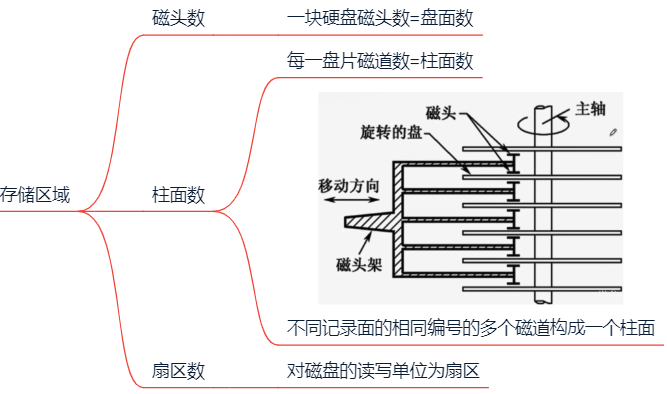 磁头数
一块硬盘磁头数=盘面数
每一盘片磁道数=柱面数
磁头
主轴
旋转的盘
移动方向
磁头架
存储区域
柱面数
不同记录面的相同编号的多个磁道构成一个柱面
扇区数
对磁盘的读写单位为扇区